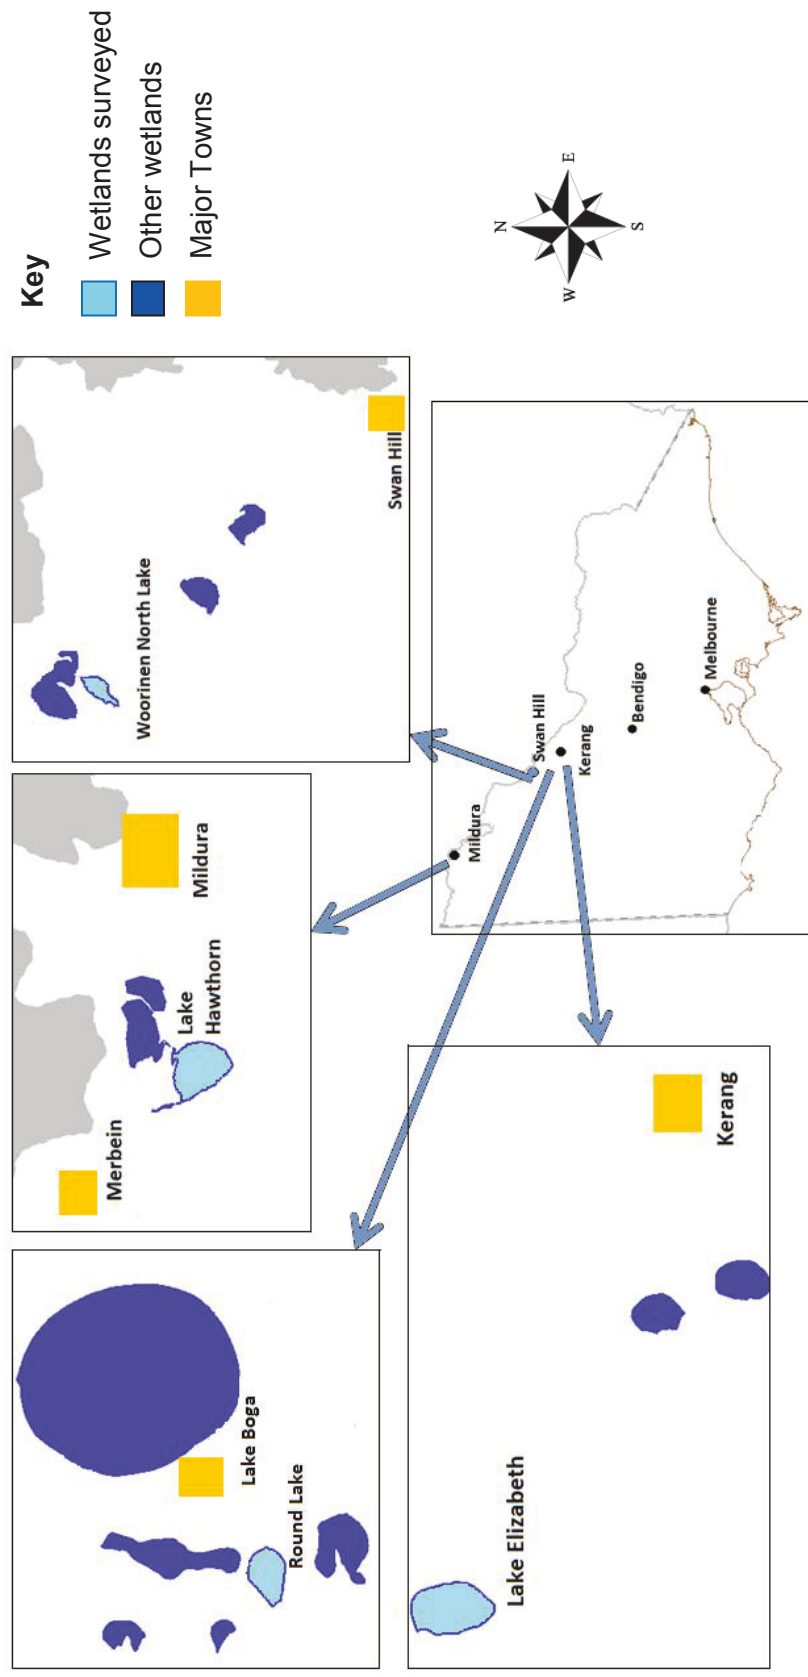 Key
Wetlands surveyed
Other wetlands
Major Towns
N
E
S
W
Lake Boga
Round Lake
Merbein
Lake
Hawthorn
Mildura
Woorinen North Lake
Swan Hill
Lake Elizabeth
Kerang
Mildura
Swan Hill
Kerang
Bendigo
Melbourne